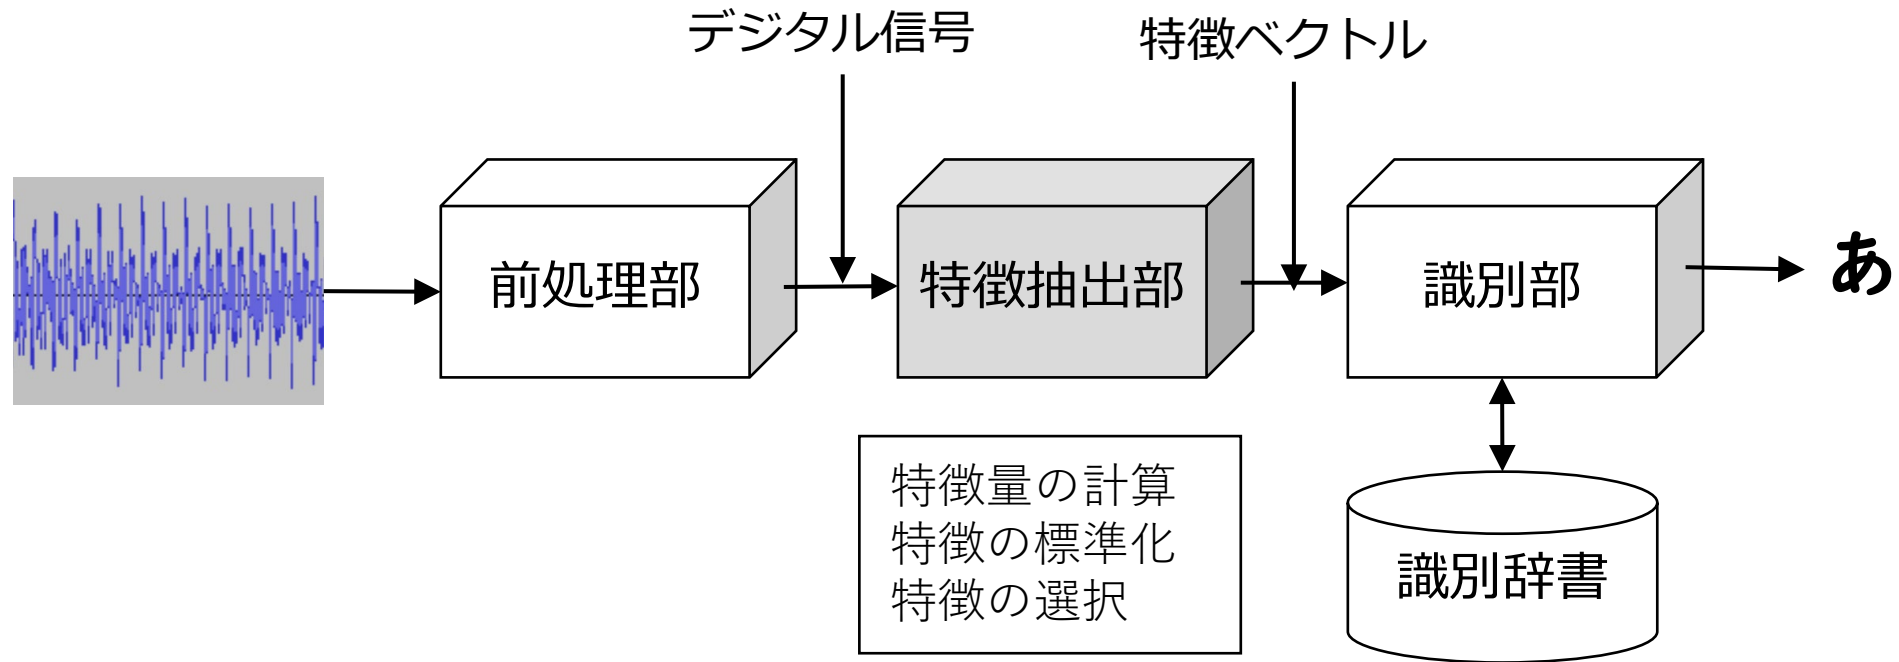 デジタル信号
特徴ベクトル
前処理部
特徴抽出部
識別部
あ
特徴量の計算
特徴の標準化
特徴の選択
識別辞書